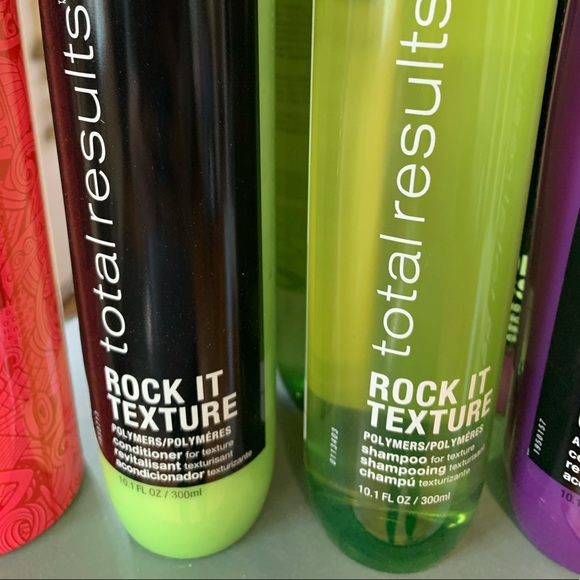 total results
ROCK IT
TEXTURE
POLYMERS/POLYMÈRES
conditioner for texture
revitalisant texturisant
acondicionador texturizante
10.1 FL OZ / 300ml
total results
ROCK IT
TEXTURE
POLYMERS/POLYMÈRES
shampoo for texture
shampooing texturisant
champú texturizante
10.1 FL OZ / 300ml
1958157